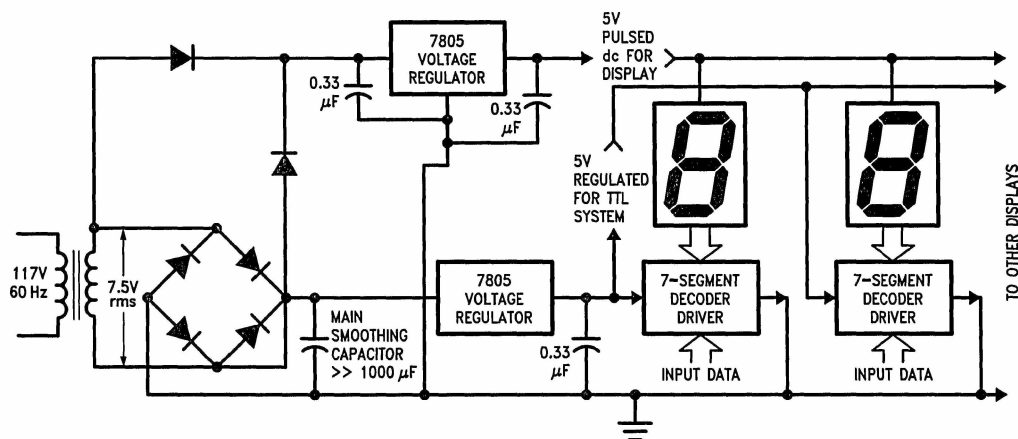 7805
VOLTAGE
REGULATOR
0.33
μF
0.33
μF
5V
PULSED
dc FOR
DISPLAY
5V
REGULATED
FOR TTL
SYSTEM
117V
60 Hz
7.5V
rms
MAIN
SMOOTHING
CAPACITOR
>> 1000 μF
7805
VOLTAGE
REGULATOR
0.33
μF
8
7-SEGMENT
DECODER
DRIVER
INPUT DATA
8
7-SEGMENT
DECODER
DRIVER
INPUT DATA
TO OTHER DISPLAYS